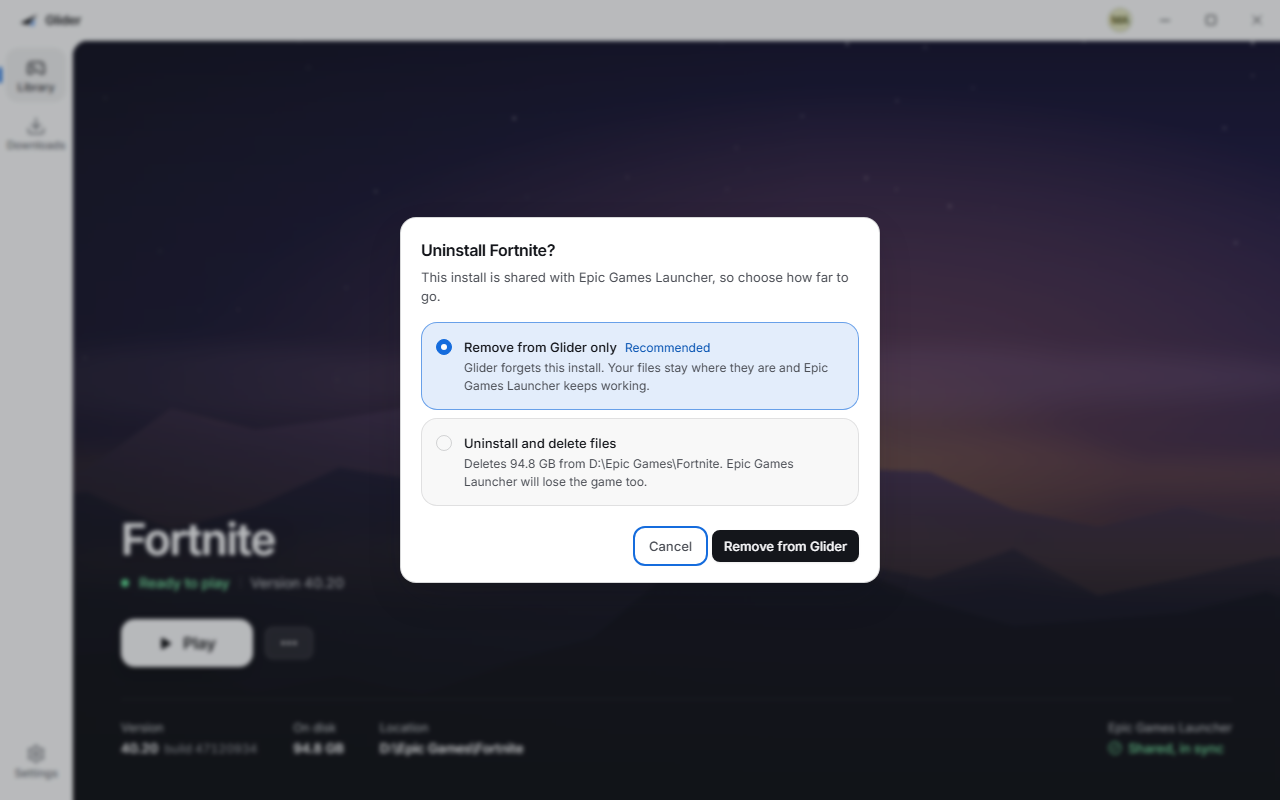 Glider
MA
Library
Downloads
Uninstall Fortnite?
This install is shared with Epic Games Launcher, so choose how far to
go.
Remove from Glider only Recommended
Glider forgets this install. Your files stay where they are and Epic
Games Launcher keeps working.
Uninstall and delete files
Deletes 94.8 GB from D:\Epic Games\Fortnite. Epic Games
Launcher will lose the game too.
Cancel
Remove from Glider
Fortnite
Ready to play Version 40.20
Play
Version On disk Location Epic Games Launcher
40.20 build 47120934 94.8 GB D:\Epic Games\Fortnite Shared, in sync
Settings